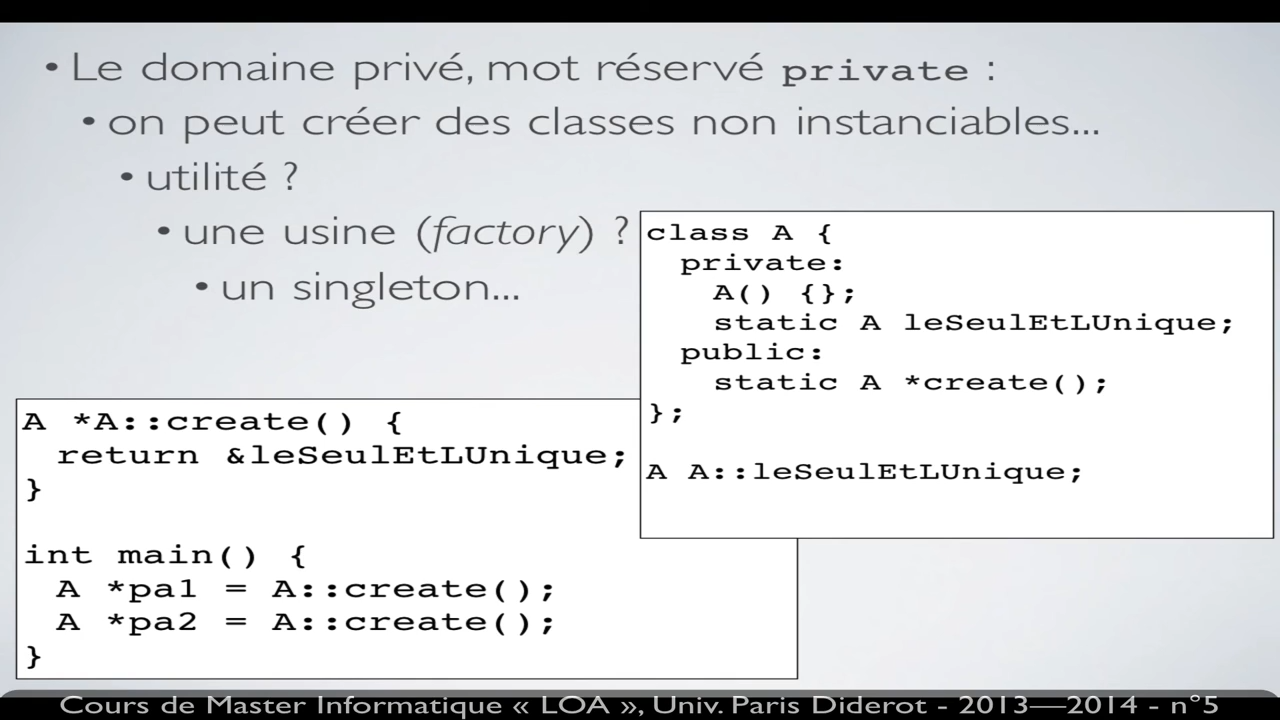 • Le domaine privé, mot réservé private :
• on peut créer des classes non instanciables...
• utilité ?
• une usine (factory) ?
• un singleton...
class A {
private:
A() {};
static A leSeulEtLUnique;
public:
static A *create();
};
A A::leSeulEtLUnique;
A *A::create() {
return &leSeulEtLUnique;
}
int main() {
A *pa1 = A::create();
A *pa2 = A::create();
}
Cours de Master Informatique « LOA », Univ. Paris Diderot - 2013—2014 - n°5